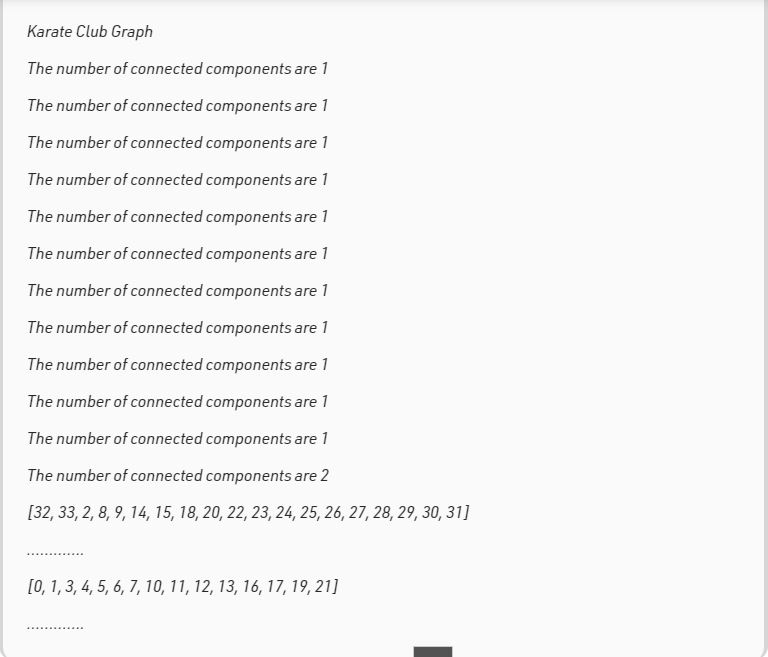 Karate Club Graph
The number of connected components are 1
The number of connected components are 1
The number of connected components are 1
The number of connected components are 1
The number of connected components are 1
The number of connected components are 1
The number of connected components are 1
The number of connected components are 1
The number of connected components are 1
The number of connected components are 1
The number of connected components are 1
The number of connected components are 2
[32, 33, 2, 8, 9, 14, 15, 18, 20, 22, 23, 24, 25, 26, 27, 28, 29, 30, 31]
.............
[0, 1, 3, 4, 5, 6, 7, 10, 11, 12, 13, 16, 17, 19, 21]
.............